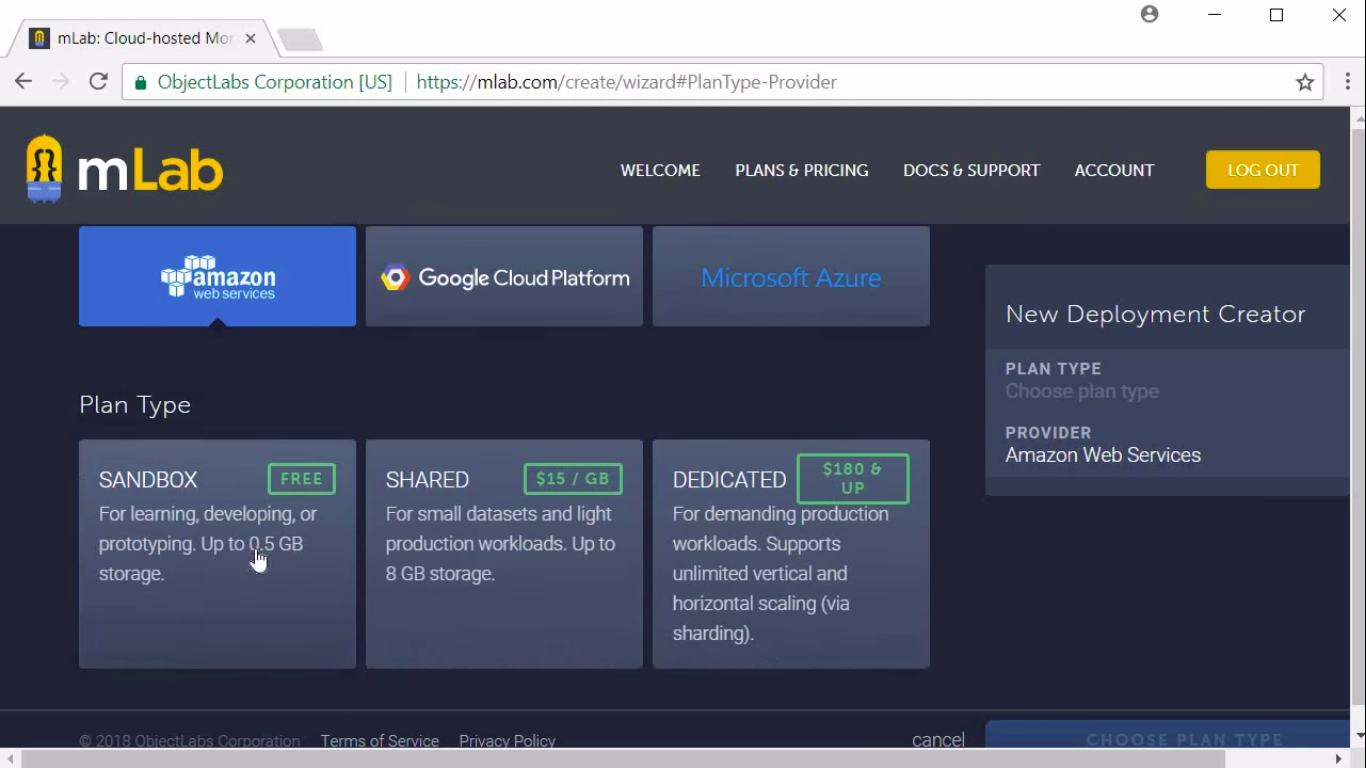 mLab: Cloud-hosted Mor
ObjectLabs Corporation [US]
https://mlab.com/create/wizard#PlanType-Provider
mLab
WELCOME
PLANS & PRICING
DOCS & SUPPORT
ACCOUNT
LOG OUT
amazon
web services
Google Cloud Platform
Microsoft Azure
New Deployment Creator
PLAN TYPE
Choose plan type
PROVIDER
Amazon Web Services
Plan Type
SANDBOX
FREE
For learning, developing, or
prototyping. Up to 0.5 GB
storage.
SHARED
$15 / GB
For small datasets and light
production workloads. Up to
8 GB storage.
DEDICATED
$180 &
UP
For demanding production
workloads. Supports
unlimited vertical and
horizontal scaling (via
sharding).
© 2018 ObjectLabs Corporation
Terms of Service
Privacy Policy
cancel
CHOOSE PLAN TYPE